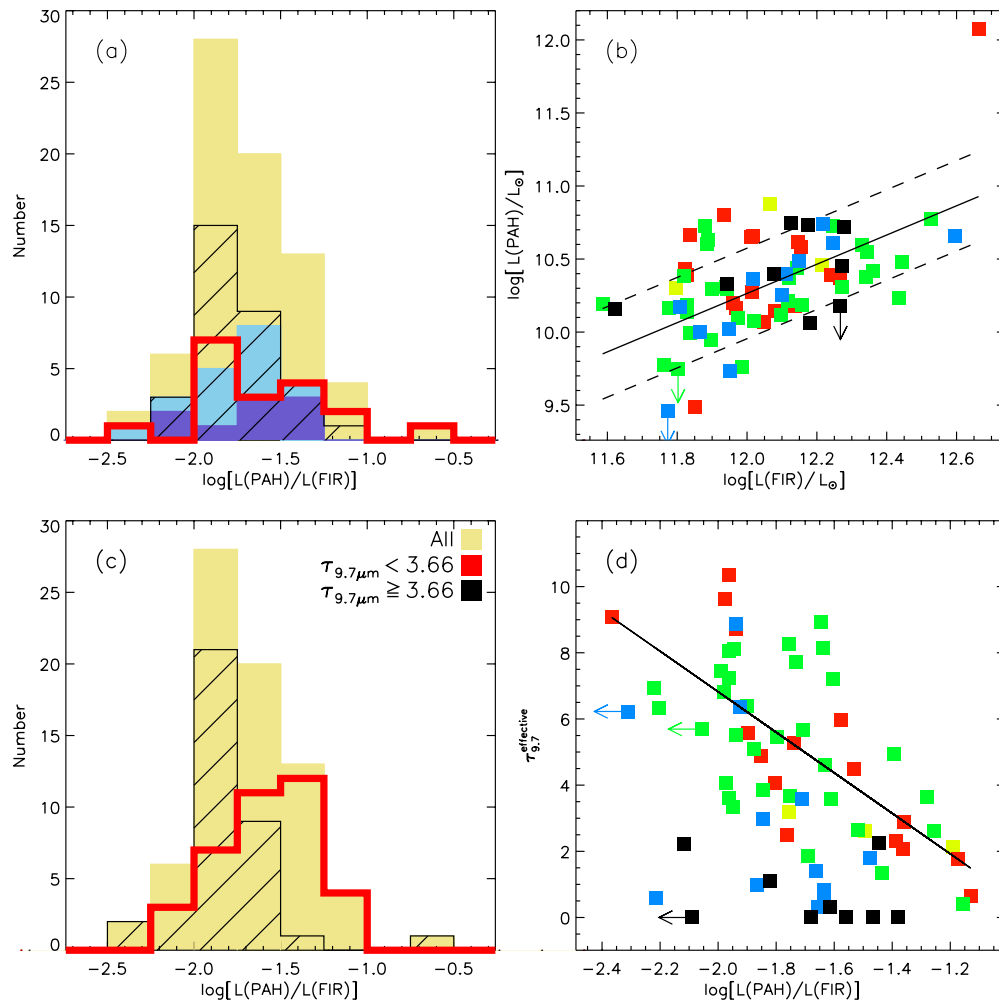 (a)
30
25
20
15
10
5
0
Number
−2.5 −2.0 −1.5 −1.0 −0.5
log[L(PAH)/L(FIR)]
(b)
12.0
11.5
11.0
10.5
10.0
9.5
log[L(PAH)/L☉]
11.6 11.8 12.0 12.2 12.4 12.6
log[L(FIR)/L☉]
(c)
All
τ9.7μm < 3.66
τ9.7μm ≧ 3.66
30
25
20
15
10
5
0
Number
−2.5 −2.0 −1.5 −1.0 −0.5
log[L(PAH)/L(FIR)]
(d)
10
8
6
4
2
0
τ9.7effective
−2.4 −2.2 −2.0 −1.8 −1.6 −1.4 −1.2
log[L(PAH)/L(FIR)]